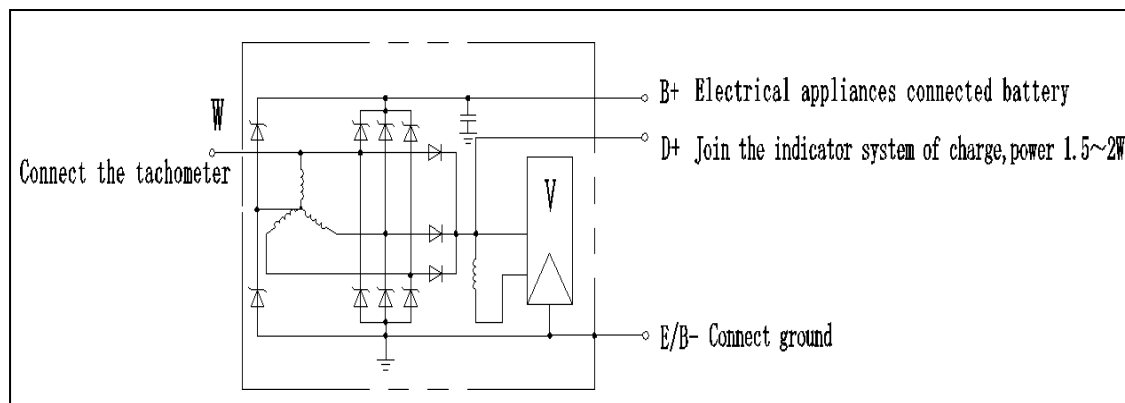 W
Connect the tachometer
B+ Electrical appliances connected battery
D+ Join the indicator system of charge,power 1.5~2W
V
E/B- Connect ground